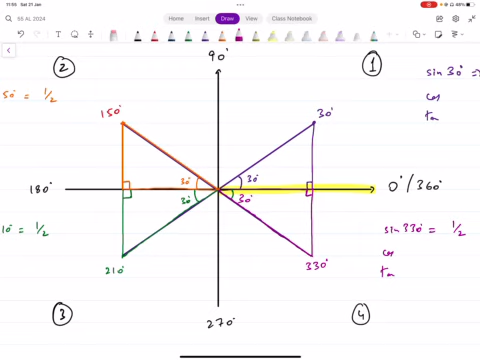 11:55 Sat 21 Jan
48%
S6 AL 2024
Home Insert Draw View Class Notebook
2
90°
1
sin 30° =>
50° = 1/2
150°
30°
cos
tan
30° 30°
180°
0°/360°
30° 30°
10° = 1/2
sin 330° = 1/2
cos
210°
330°
tan
3
4
270°